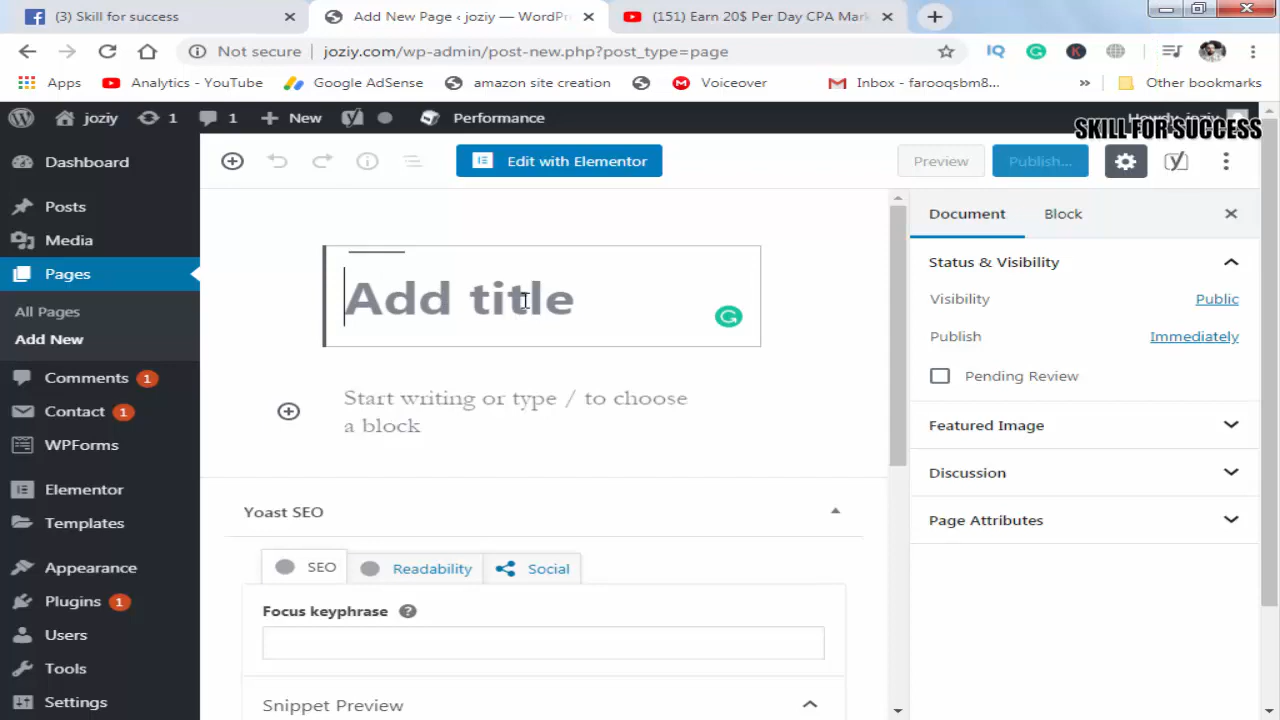 (3) Skill for success
Add New Page ‹ joziy — WordPr
(151) Earn 20$ Per Day CPA Mark
Not secure
joziy.com/wp-admin/post-new.php?post_type=page
IQ
K
Apps
Analytics - YouTube
Google AdSense
amazon site creation
Voiceover
Inbox - farooqsbm8...
»
Other bookmarks
joziy
1
1
New
Performance
SKILL FOR SUCCESS
Dashboard
Posts
Media
Pages
All Pages
Add New
Comments 1
Contact 1
WPForms
Elementor
Templates
Appearance
Plugins 1
Users
Tools
Settings
Edit with Elementor
Preview
Publish...
Add title
Start writing or type / to choose
a block
Yoast SEO
SEO
Readability
Social
Focus keyphrase ?
Snippet Preview
Document
Block
Status & Visibility
Visibility
Public
Publish
Immediately
Pending Review
Featured Image
Discussion
Page Attributes